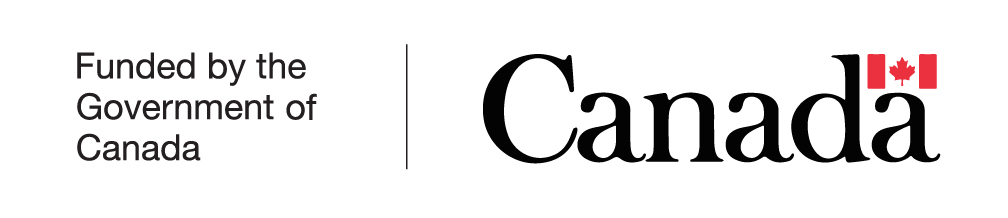 Funded by the
Government of
Canada
Canada